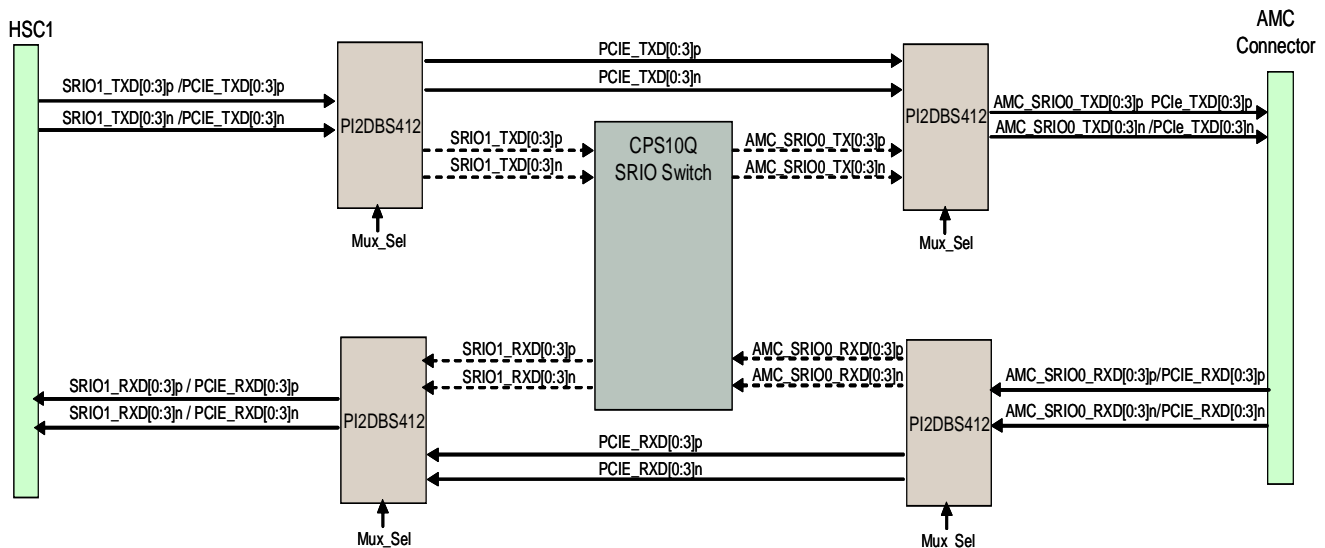 HSC1
AMC
Connector
SRIO1_TXD[0:3]p /PCIE_TXD[0:3]p
SRIO1_TXD[0:3]n /PCIE_TXD[0:3]n
PI2DBS412
Mux_Sel
PCIE_TXD[0:3]p
PCIE_TXD[0:3]n
SRIO1_TXD[0:3]p
SRIO1_TXD[0:3]n
CPS10Q
SRIO Switch
AMC_SRIO0_TX[0:3]p
AMC_SRIO0_TX[0:3]n
PI2DBS412
Mux_Sel
AMC_SRIO0_TXD[0:3]p PCIe_TXD[0:3]p
AMC_SRIO0_TXD[0:3]n /PCIe_TXD[0:3]n
SRIO1_RXD[0:3]p / PCIE_RXD[0:3]p
SRIO1_RXD[0:3]n / PCIE_RXD[0:3]n
PI2DBS412
Mux_Sel
SRIO1_RXD[0:3]p
SRIO1_RXD[0:3]n
AMC_SRIO0_RXD[0:3]p
AMC_SRIO0_RXD[0:3]n
PCIE_RXD[0:3]p
PCIE_RXD[0:3]n
PI2DBS412
Mux_Sel
AMC_SRIO0_RXD[0:3]p/PCIE_RXD[0:3]p
AMC_SRIO0_RXD[0:3]n/PCIE_RXD[0:3]n